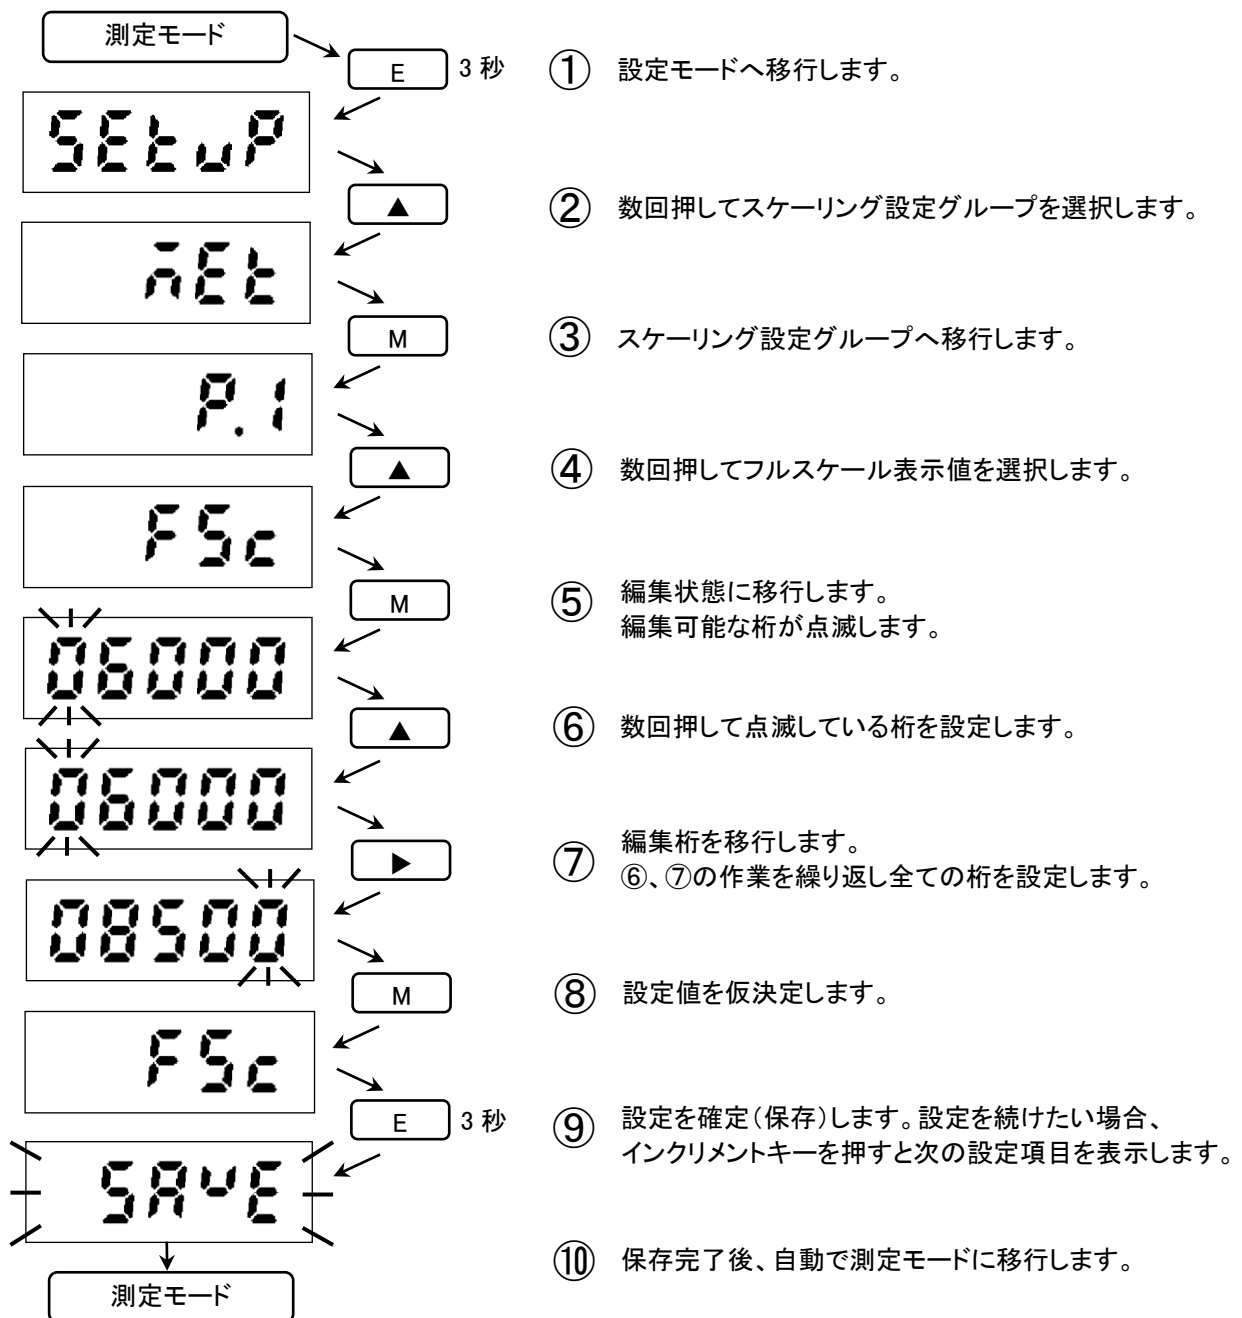 測定モード
E 3 秒 ① 設定モードへ移行します。
SEtuP
▲ ② 数回押してスケーリング設定グループを選択します。
MEt
M ③ スケーリング設定グループへ移行します。
P.1
▲ ④ 数回押してフルスケール表示値を選択します。
FSc
M ⑤ 編集状態に移行します。
編集可能な桁が点滅します。
06000
▲ ⑥ 数回押して点滅している桁を設定します。
06000
▶ ⑦ 編集桁を移行します。
⑥、⑦の作業を繰り返し全ての桁を設定します。
08500
M ⑧ 設定値を仮決定します。
FSc
E 3 秒 ⑨ 設定を確定(保存)します。設定を続けたい場合、
インクリメントキーを押すと次の設定項目を表示します。
SAvE
⑩ 保存完了後、自動で測定モードに移行します。
測定モード